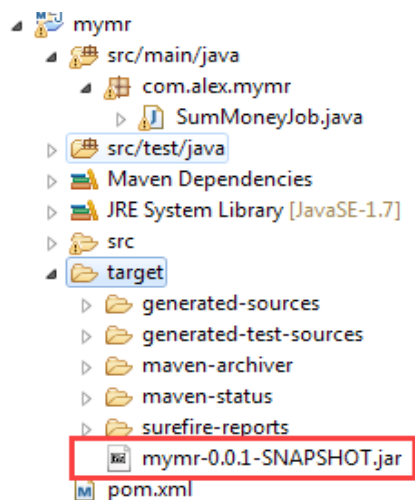 mymr
src/main/java
com.alex.mymr
SumMoneyJob.java
src/test/java
Maven Dependencies
JRE System Library [JavaSE-1.7]
src
target
generated-sources
generated-test-sources
maven-archiver
maven-status
surefire-reports
mymr-0.0.1-SNAPSHOT.jar
pom.xml